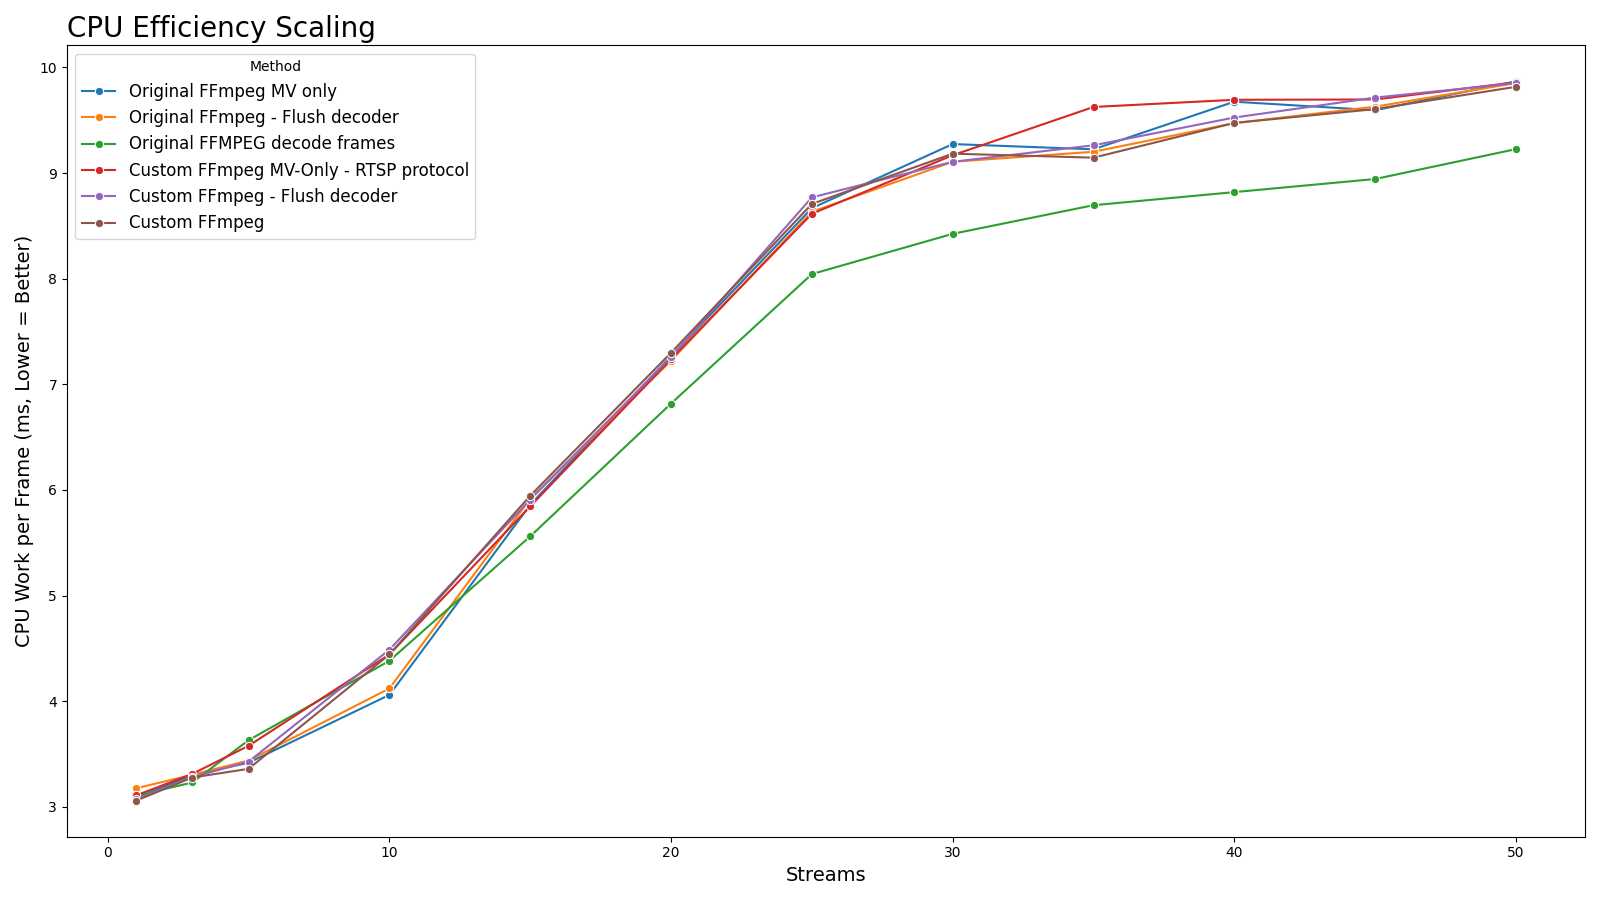 CPU Efficiency Scaling
Method
Original FFmpeg MV only
Original FFmpeg - Flush decoder
Original FFMPEG decode frames
Custom FFmpeg MV-Only - RTSP protocol
Custom FFmpeg - Flush decoder
Custom FFmpeg
CPU Work per Frame (ms, Lower = Better)
10
9
8
7
6
5
4
3
0 10 20 30 40 50
Streams